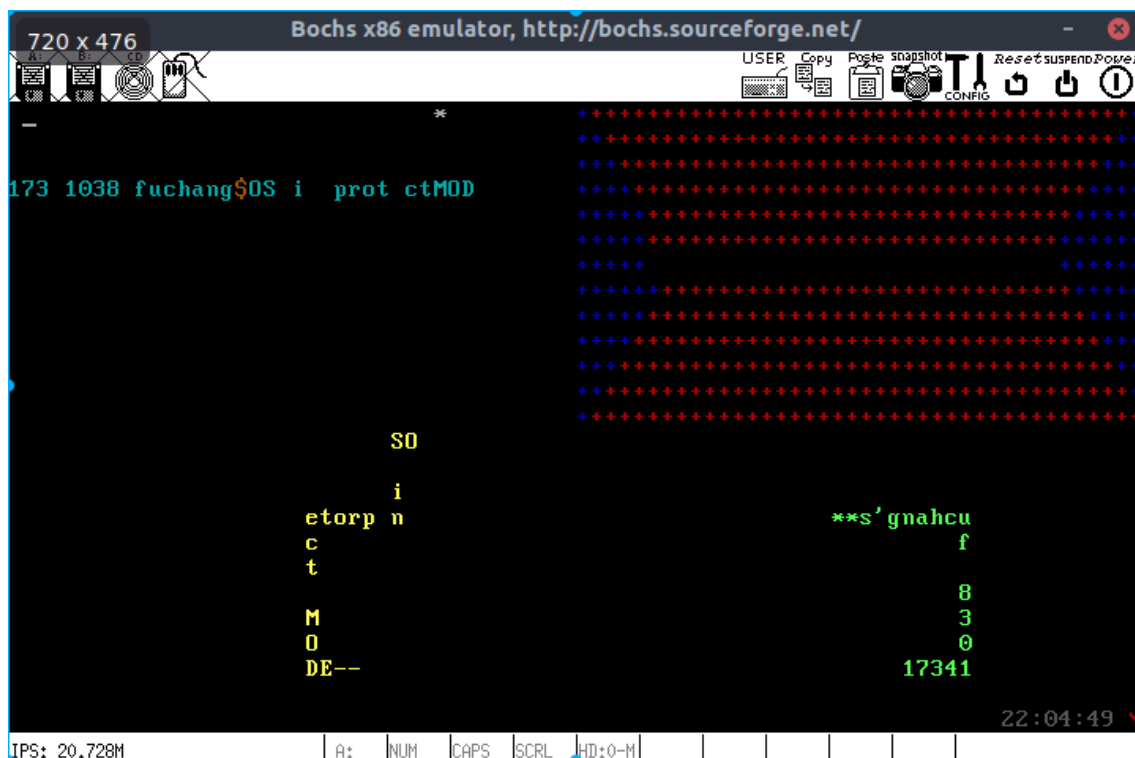 Bochs x86 emulator, http://bochs.sourceforge.net/
720 x 476
A: B: CD
USER Copy Paste snapshot CONFIG Reset SUSPEND Power
_ *
173 1038 fuchang$OS i  prot ctMOD
SO
i
etorp n
**s'gnahcu
c
f
t
8
M
3
O
0
DE--
17341
22:04:49
IPS: 20.728M A: NUM CAPS SCRL HD:0-M